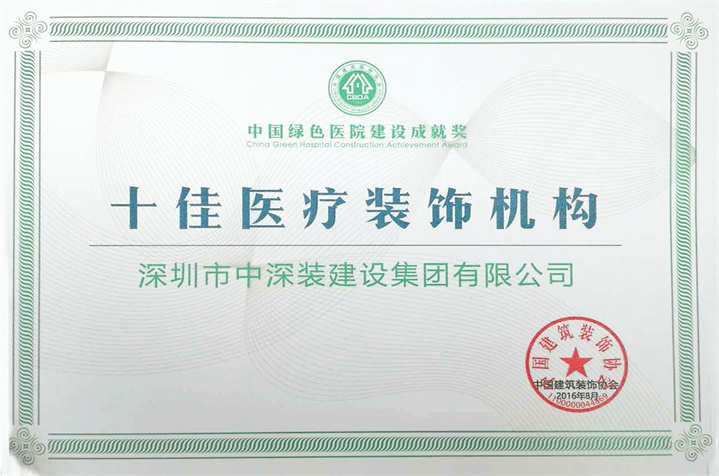 CBDA
中国绿色医院建设成就奖
China Green Hospital Construction Achievement Award
十佳医疗装饰机构
深圳市中深装建设集团有限公司
中国建筑装饰协会
中国建筑装饰协会
2016年8月